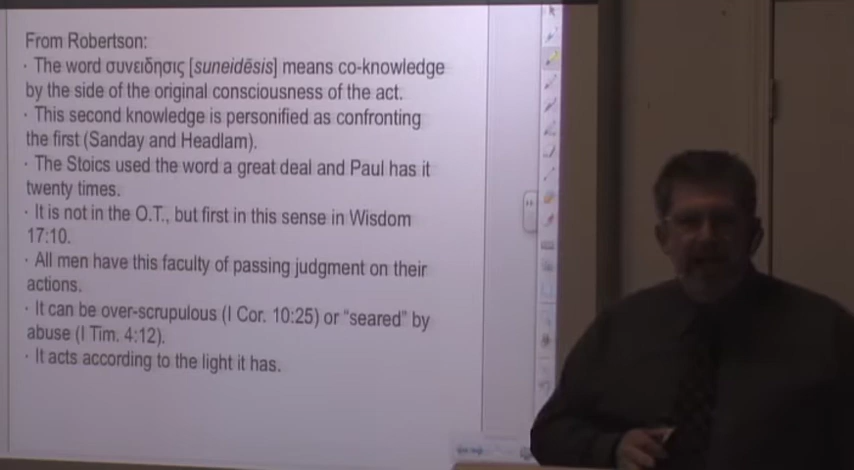 From Robertson:
· The word συνειδησις [suneidēsis] means co-knowledge
by the side of the original consciousness of the act.
· This second knowledge is personified as confronting
the first (Sanday and Headlam).
· The Stoics used the word a great deal and Paul has it
twenty times.
· It is not in the O.T., but first in this sense in Wisdom
17:10.
· All men have this faculty of passing judgment on their
actions.
· It can be over-scrupulous (I Cor. 10:25) or “seared” by
abuse (I Tim. 4:12).
· It acts according to the light it has.